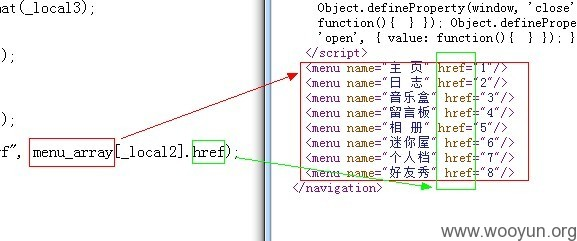 at(_local3);
);
);
f", menu_array[_local2].href);
Object.defineProperty(window, 'close'
function(){ } }); Object.definePrope
'open', { value: function(){ } }); }
</script>
<menu name="主 页" href="1"/>
<menu name="日 志" href="2"/>
<menu name="音乐盒" href="3"/>
<menu name="留言板" href="4"/>
<menu name="相 册" href="5"/>
<menu name="迷你屋" href="6"/>
<menu name="个人档" href="7"/>
<menu name="好友秀" href="8"/>
</navigation>
www.wooyun.org